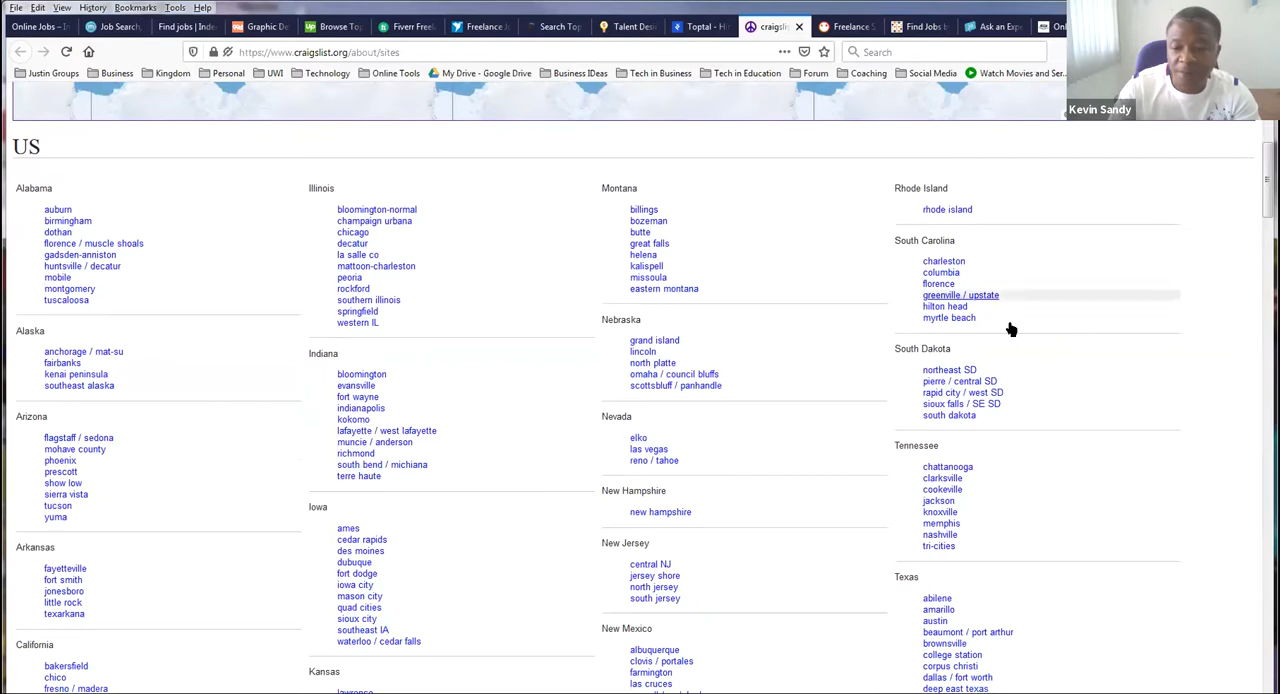 File Edit View History Bookmarks Tools Help
Online Jobs – in
Job Search,
Find jobs | Inde
Graphic De
Browse Top
Fiverr Freel
Freelance J
Search Top
Talent Desi
Toptal - Hir
craigslis
Freelance S
Find Jobs b
Ask an Exp
Onl
https://www.craigslist.org/about/sites
Search
Justin Groups
Business
Kingdom
Personal
UWI
Technology
Online Tools
My Drive - Google Drive
Business IDeas
Tech in Business
Tech in Education
Forum
Coaching
Social Media
Watch Movies and Ser...
Kevin Sandy
US
Alabama
auburn
birmingham
dothan
florence / muscle shoals
gadsden-anniston
huntsville / decatur
mobile
montgomery
tuscaloosa
Alaska
anchorage / mat-su
fairbanks
kenai peninsula
southeast alaska
Arizona
flagstaff / sedona
mohave county
phoenix
prescott
show low
sierra vista
tucson
yuma
Arkansas
fayetteville
fort smith
jonesboro
little rock
texarkana
California
bakersfield
chico
fresno / madera
Illinois
bloomington-normal
champaign urbana
chicago
decatur
la salle co
mattoon-charleston
peoria
rockford
southern illinois
springfield
western IL
Indiana
bloomington
evansville
fort wayne
indianapolis
kokomo
lafayette / west lafayette
muncie / anderson
richmond
south bend / michiana
terre haute
Iowa
ames
cedar rapids
des moines
dubuque
fort dodge
iowa city
mason city
quad cities
sioux city
southeast IA
waterloo / cedar falls
Kansas
lawrence
Montana
billings
bozeman
butte
great falls
helena
kalispell
missoula
eastern montana
Nebraska
grand island
lincoln
north platte
omaha / council bluffs
scottsbluff / panhandle
Nevada
elko
las vegas
reno / tahoe
New Hampshire
new hampshire
New Jersey
central NJ
jersey shore
north jersey
south jersey
New Mexico
albuquerque
clovis / portales
farmington
las cruces
Rhode Island
rhode island
South Carolina
charleston
columbia
florence
greenville / upstate
hilton head
myrtle beach
South Dakota
northeast SD
pierre / central SD
rapid city / west SD
sioux falls / SE SD
south dakota
Tennessee
chattanooga
clarksville
cookeville
jackson
knoxville
memphis
nashville
tri-cities
Texas
abilene
amarillo
austin
beaumont / port arthur
brownsville
college station
corpus christi
dallas / fort worth
deep east texas